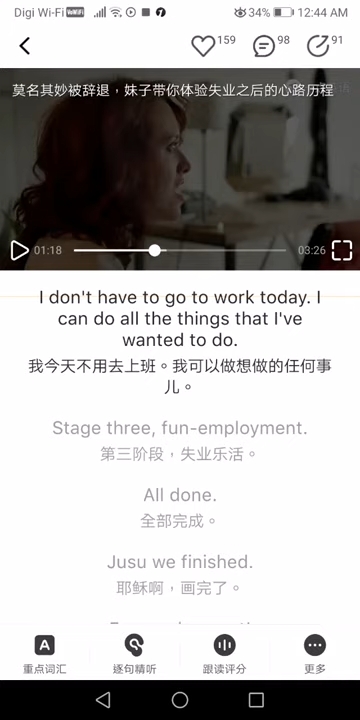 Digi Wi-Fi VoWiFi 34% 12:44 AM
159 98 91
莫名其妙被辞退，妹子带你体验失业之后的心路历程
01:18 03:26
I don't have to go to work today. I
can do all the things that I've
wanted to do.
我今天不用去上班。我可以做想做的任何事
儿。
Stage three, fun-employment.
第三阶段，失业乐活。
All done.
全部完成。
Jusu we finished.
耶稣啊，画完了。
A
重点词汇 逐句精听 跟读评分 更多